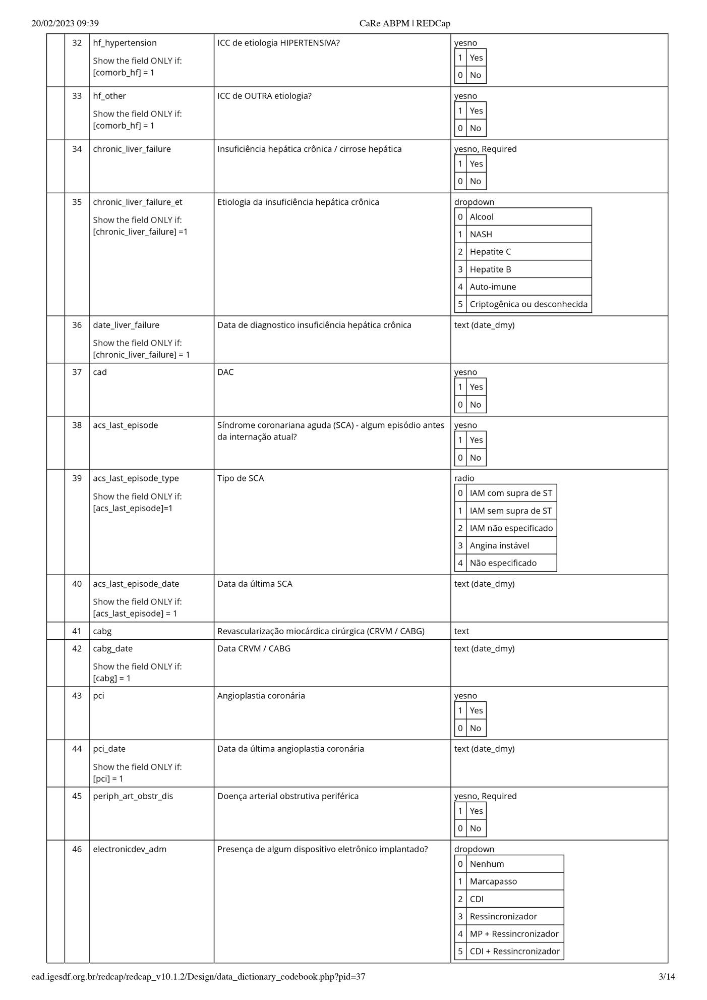 20/02/2023 09:39
CaRe ABPM | REDCap
32 hf_hypertension ICC de etiologia HIPERTENSIVA? yesno
Show the field ONLY if:
[comorb_hf] = 1
1 Yes
0 No
33 hf_other ICC de OUTRA etiologia? yesno
Show the field ONLY if:
[comorb_hf] = 1
1 Yes
0 No
34 chronic_liver_failure Insuficiência hepática crônica / cirrose hepática yesno, Required
1 Yes
0 No
35 chronic_liver_failure_et Etiologia da insuficiência hepática crônica dropdown
Show the field ONLY if:
[chronic_liver_failure] =1
0 Alcool
1 NASH
2 Hepatite C
3 Hepatite B
4 Auto-imune
5 Criptogênica ou desconhecida
36 date_liver_failure Data de diagnostico insuficiência hepática crônica text (date_dmy)
Show the field ONLY if:
[chronic_liver_failure] = 1
37 cad DAC yesno
1 Yes
0 No
38 acs_last_episode Síndrome coronariana aguda (SCA) - algum episódio antes yesno
da internação atual?
1 Yes
0 No
39 acs_last_episode_type Tipo de SCA radio
Show the field ONLY if:
[acs_last_episode]=1
0 IAM com supra de ST
1 IAM sem supra de ST
2 IAM não especificado
3 Angina instável
4 Não especificado
40 acs_last_episode_date Data da última SCA text (date_dmy)
Show the field ONLY if:
[acs_last_episode] = 1
41 cabg Revascularização miocárdica cirúrgica (CRVM / CABG) text
42 cabg_date Data CRVM / CABG text (date_dmy)
Show the field ONLY if:
[cabg] = 1
43 pci Angioplastia coronária yesno
1 Yes
0 No
44 pci_date Data da última angioplastia coronária text (date_dmy)
Show the field ONLY if:
[pci] = 1
45 periph_art_obstr_dis Doença arterial obstrutiva periférica yesno, Required
1 Yes
0 No
46 electronicdev_adm Presença de algum dispositivo eletrônico implantado? dropdown
0 Nenhum
1 Marcapasso
2 CDI
3 Ressincronizador
4 MP + Ressincronizador
5 CDI + Ressincronizador
ead.igesdf.org.br/redcap/redcap_v10.1.2/Design/data_dictionary_codebook.php?pid=37
3/14